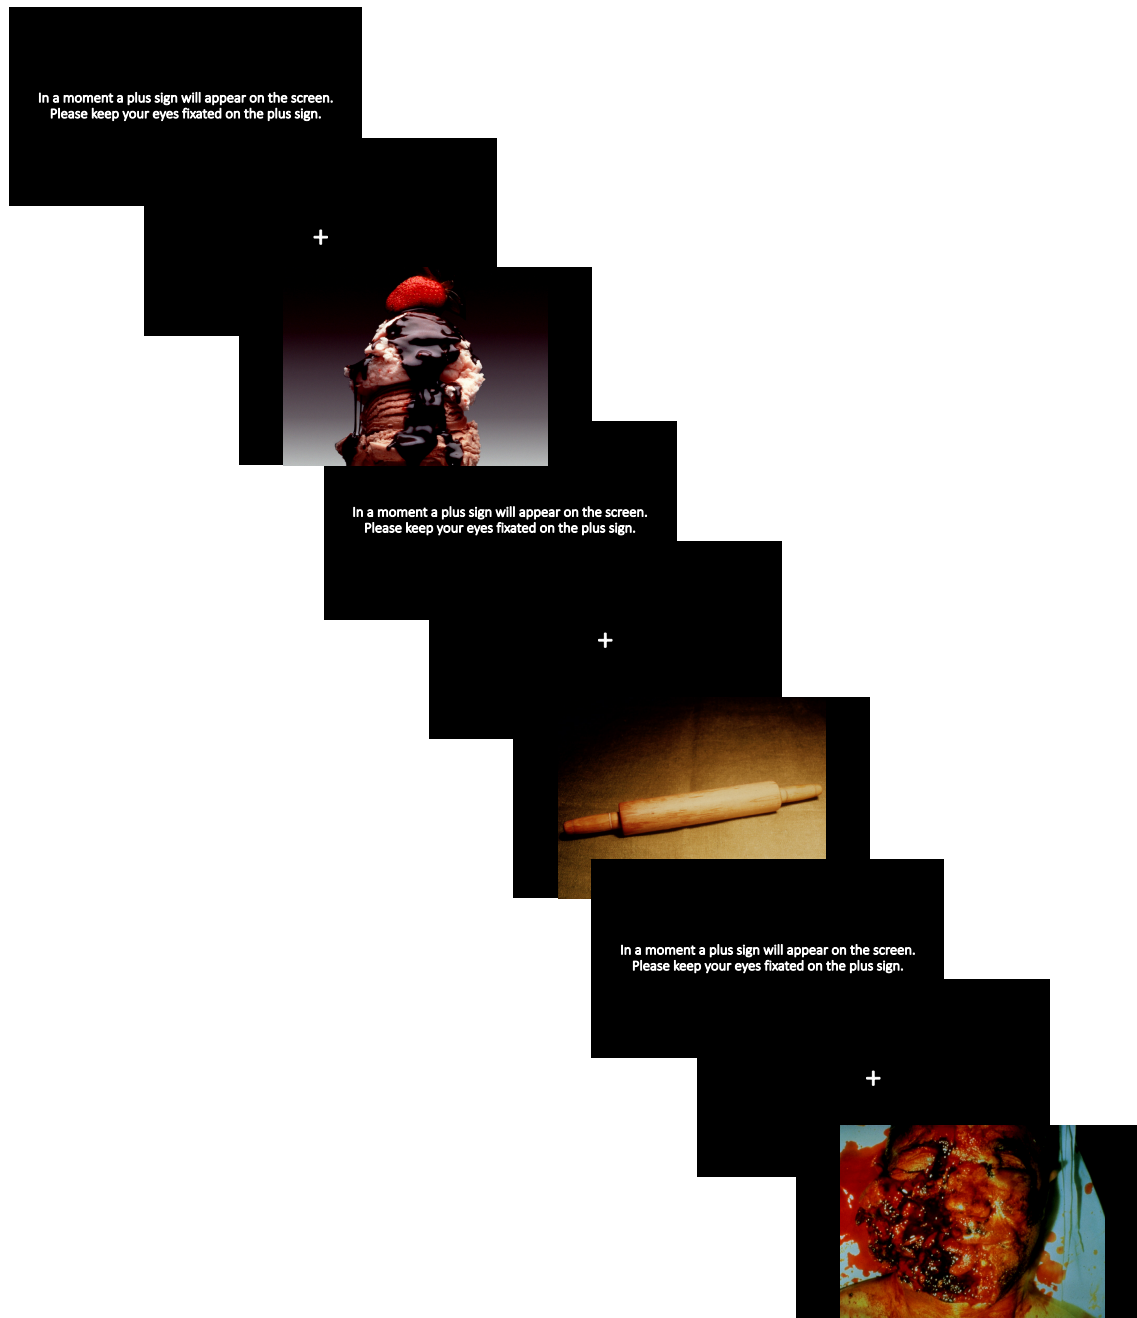 In a moment a plus sign will appear on the screen.
Please keep your eyes fixated on the plus sign.
+
In a moment a plus sign will appear on the screen.
Please keep your eyes fixated on the plus sign.
+
In a moment a plus sign will appear on the screen.
Please keep your eyes fixated on the plus sign.
+